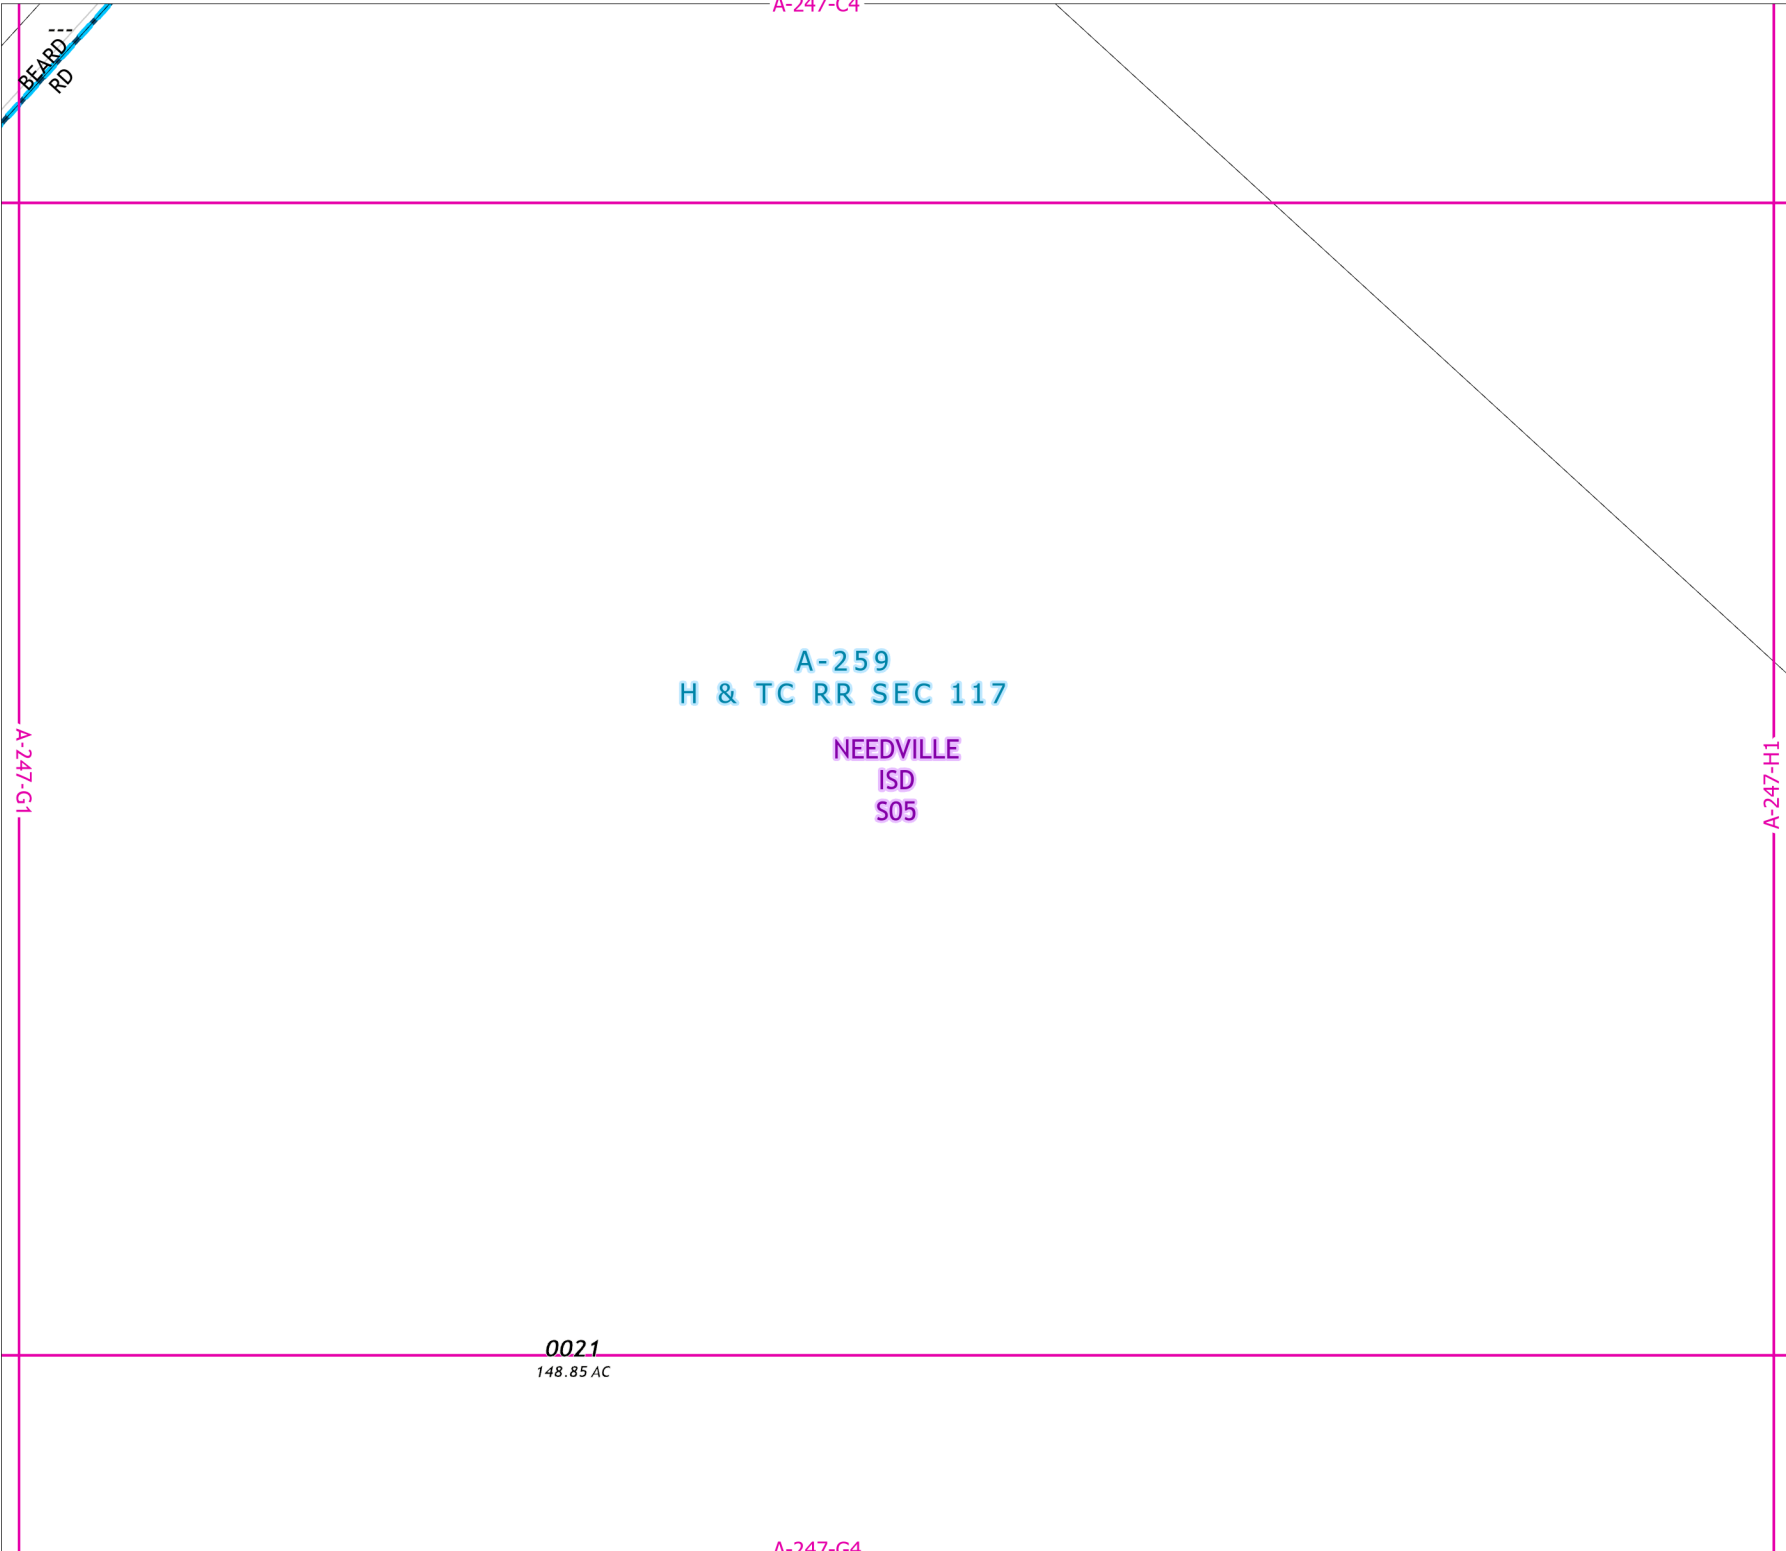 A-247-C4
---
BEARD
RD
A-259
H & TC RR SEC 117
NEEDVILLE
ISD
S05
A-247-G1
A-247-H1
0021
148.85 AC
A-247-G4